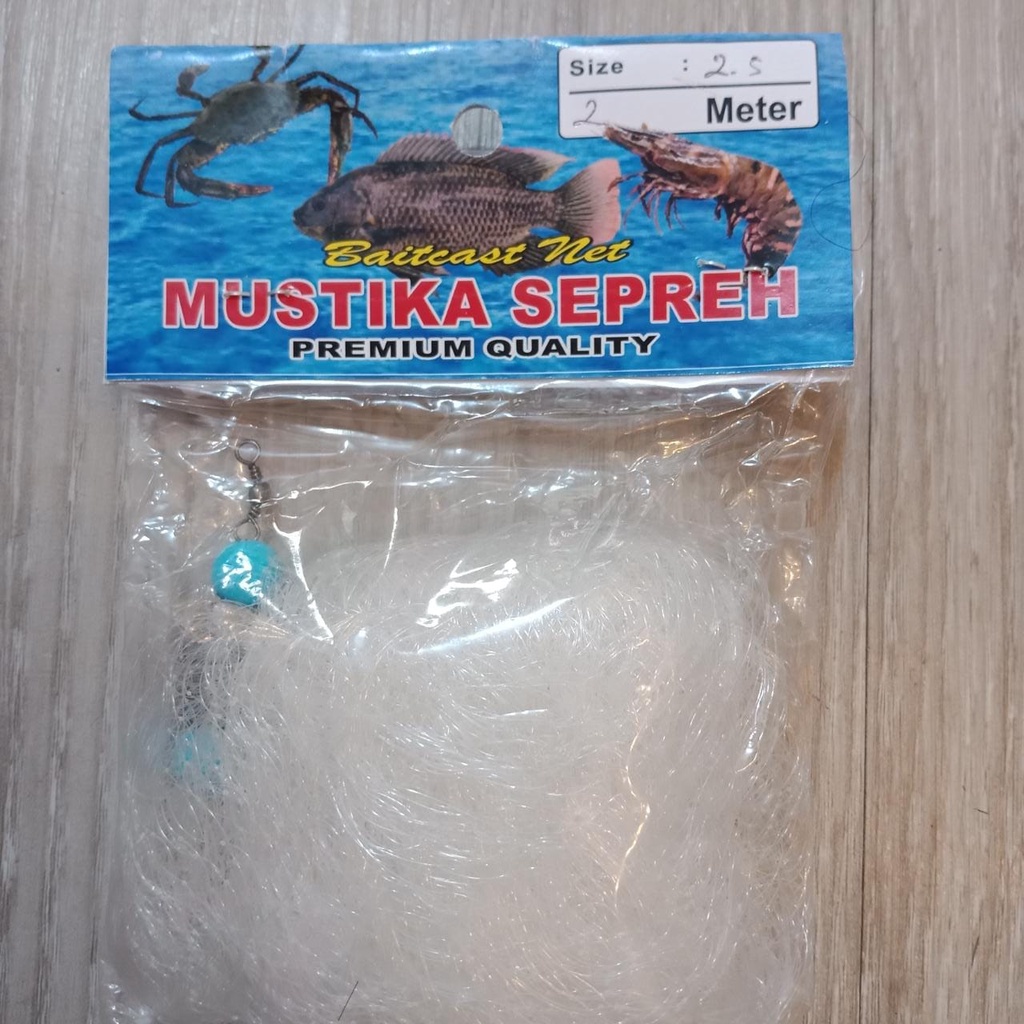 Size : 2.5
2 Meter
Baitcast Net
MUSTIKA SEPREH
PREMIUM QUALITY